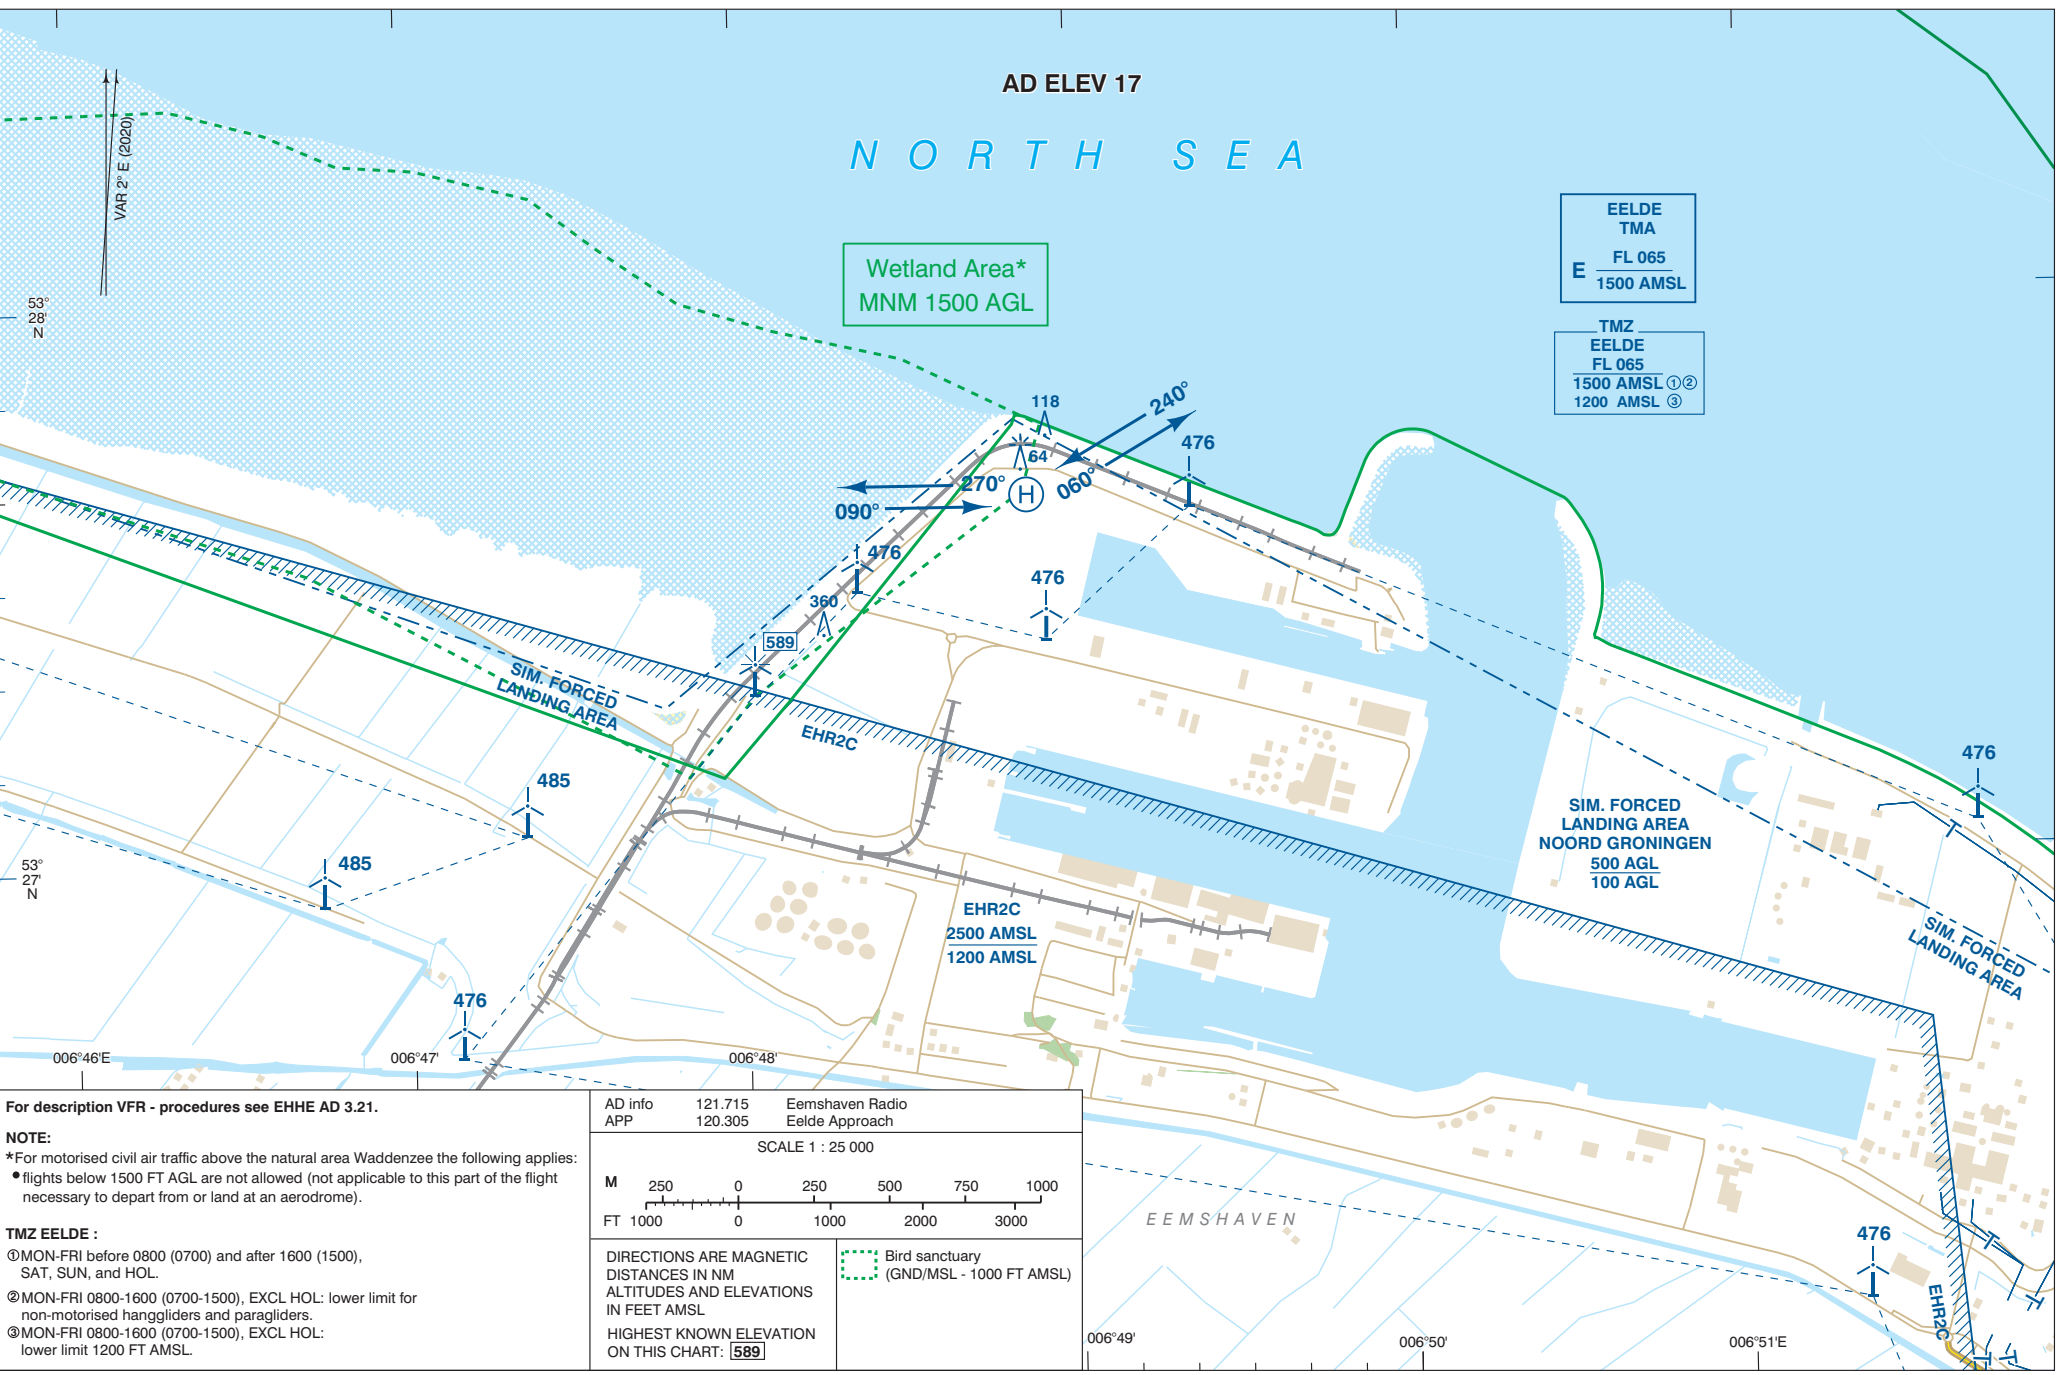 AD ELEV 17
NORTH SEA
VAR 2° E (2020)
Wetland Area*
MNM 1500 AGL
EELDE
TMA
E FL 065
1500 AMSL
TMZ
EELDE
FL 065
1500 AMSL ①②
1200 AMSL ③
53°
28'
N
118
240°
476
64
270°
060°
H
090°
476
476
360
589
SIM. FORCED
LANDING AREA
EHR2C
476
485
SIM. FORCED
LANDING AREA
NOORD GRONINGEN
500 AGL
100 AGL
53°
27'
N
485
EHR2C
2500 AMSL
1200 AMSL
SIM. FORCED
LANDING AREA
476
006°46'E
006°47'
006°48'
For description VFR - procedures see EHHE AD 3.21.
NOTE:
*For motorised civil air traffic above the natural area Waddenzee the following applies:
• flights below 1500 FT AGL are not allowed (not applicable to this part of the flight
necessary to depart from or land at an aerodrome).
TMZ EELDE :
①MON-FRI before 0800 (0700) and after 1600 (1500),
SAT, SUN, and HOL.
②MON-FRI 0800-1600 (0700-1500), EXCL HOL: lower limit for
non-motorised hanggliders and paragliders.
③MON-FRI 0800-1600 (0700-1500), EXCL HOL:
lower limit 1200 FT AMSL.
AD info 121.715 Eemshaven Radio
APP 120.305 Eelde Approach
SCALE 1 : 25 000
M 250 0 250 500 750 1000
FT 1000 0 1000 2000 3000
DIRECTIONS ARE MAGNETIC
DISTANCES IN NM
ALTITUDES AND ELEVATIONS
IN FEET AMSL
HIGHEST KNOWN ELEVATION
ON THIS CHART: 589
Bird sanctuary
(GND/MSL - 1000 FT AMSL)
EEMSHAVEN
476
EHR2C
006°49'
006°50'
006°51'E